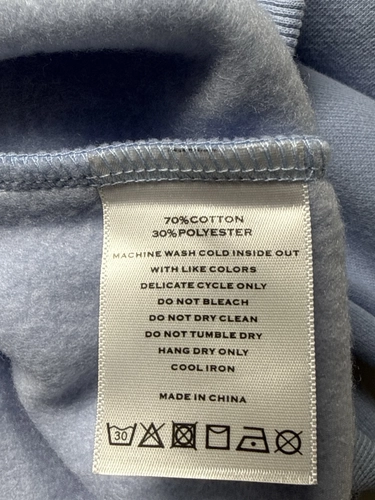 70%COTTON
30%POLYESTER
MACHINE WASH COLD INSIDE OUT
WITH LIKE COLORS
DELICATE CYCLE ONLY
DO NOT BLEACH
DO NOT DRY CLEAN
DO NOT TUMBLE DRY
HANG DRY ONLY
COOL IRON
MADE IN CHINA
30